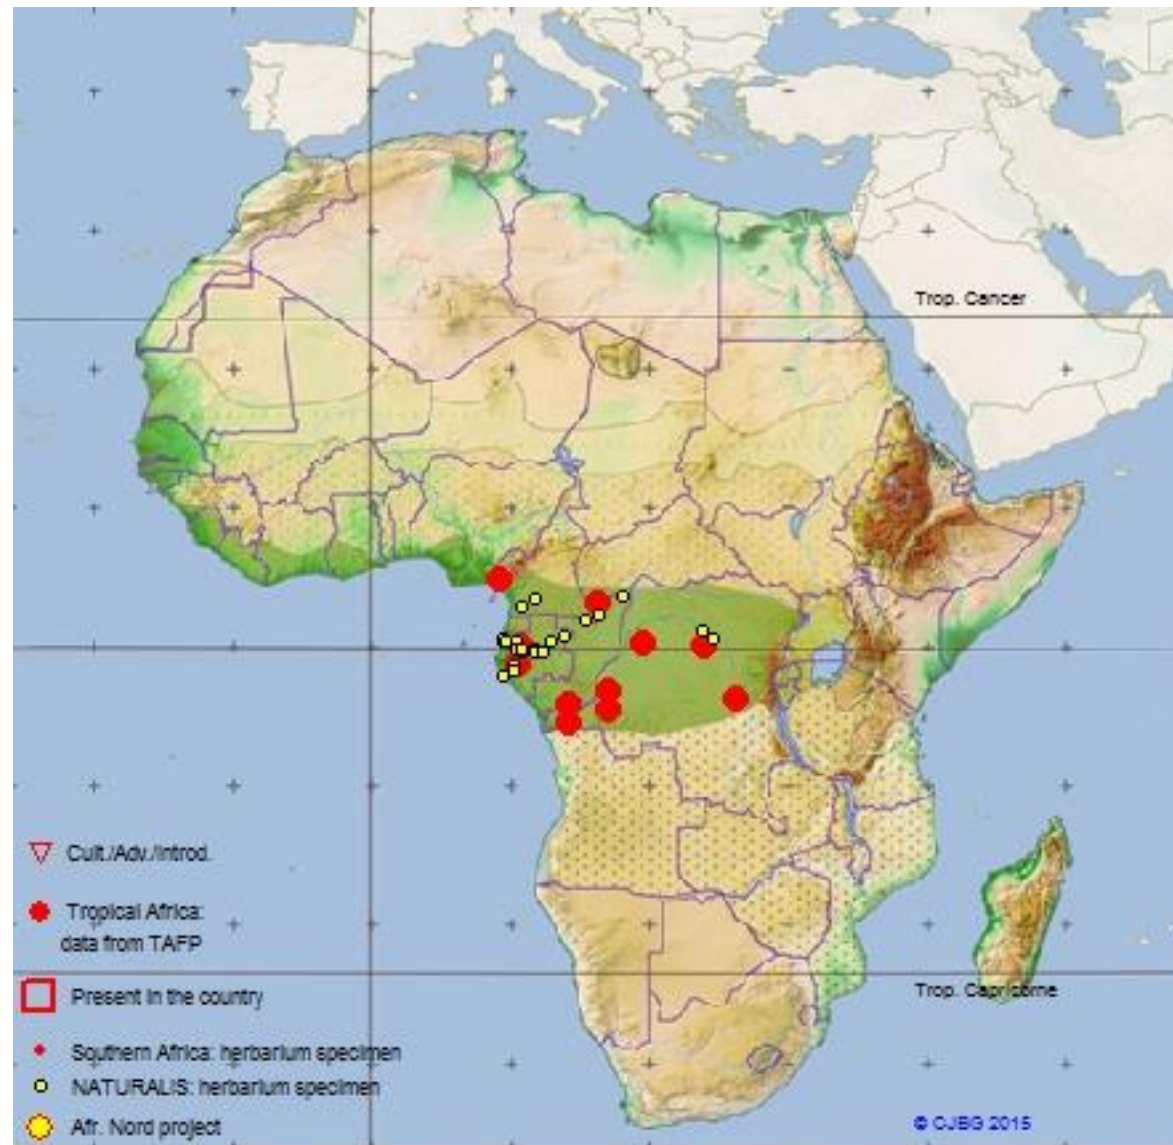 Trop. Cancer
Cult./Adv./Introd.
Tropical Africa:
data from TAFP
Present in the country
Trop. Capricorne
Southern Africa: herbarium specimen
NATURALIS: herbarium specimen
Afr. Nord project
© CJBG 2015